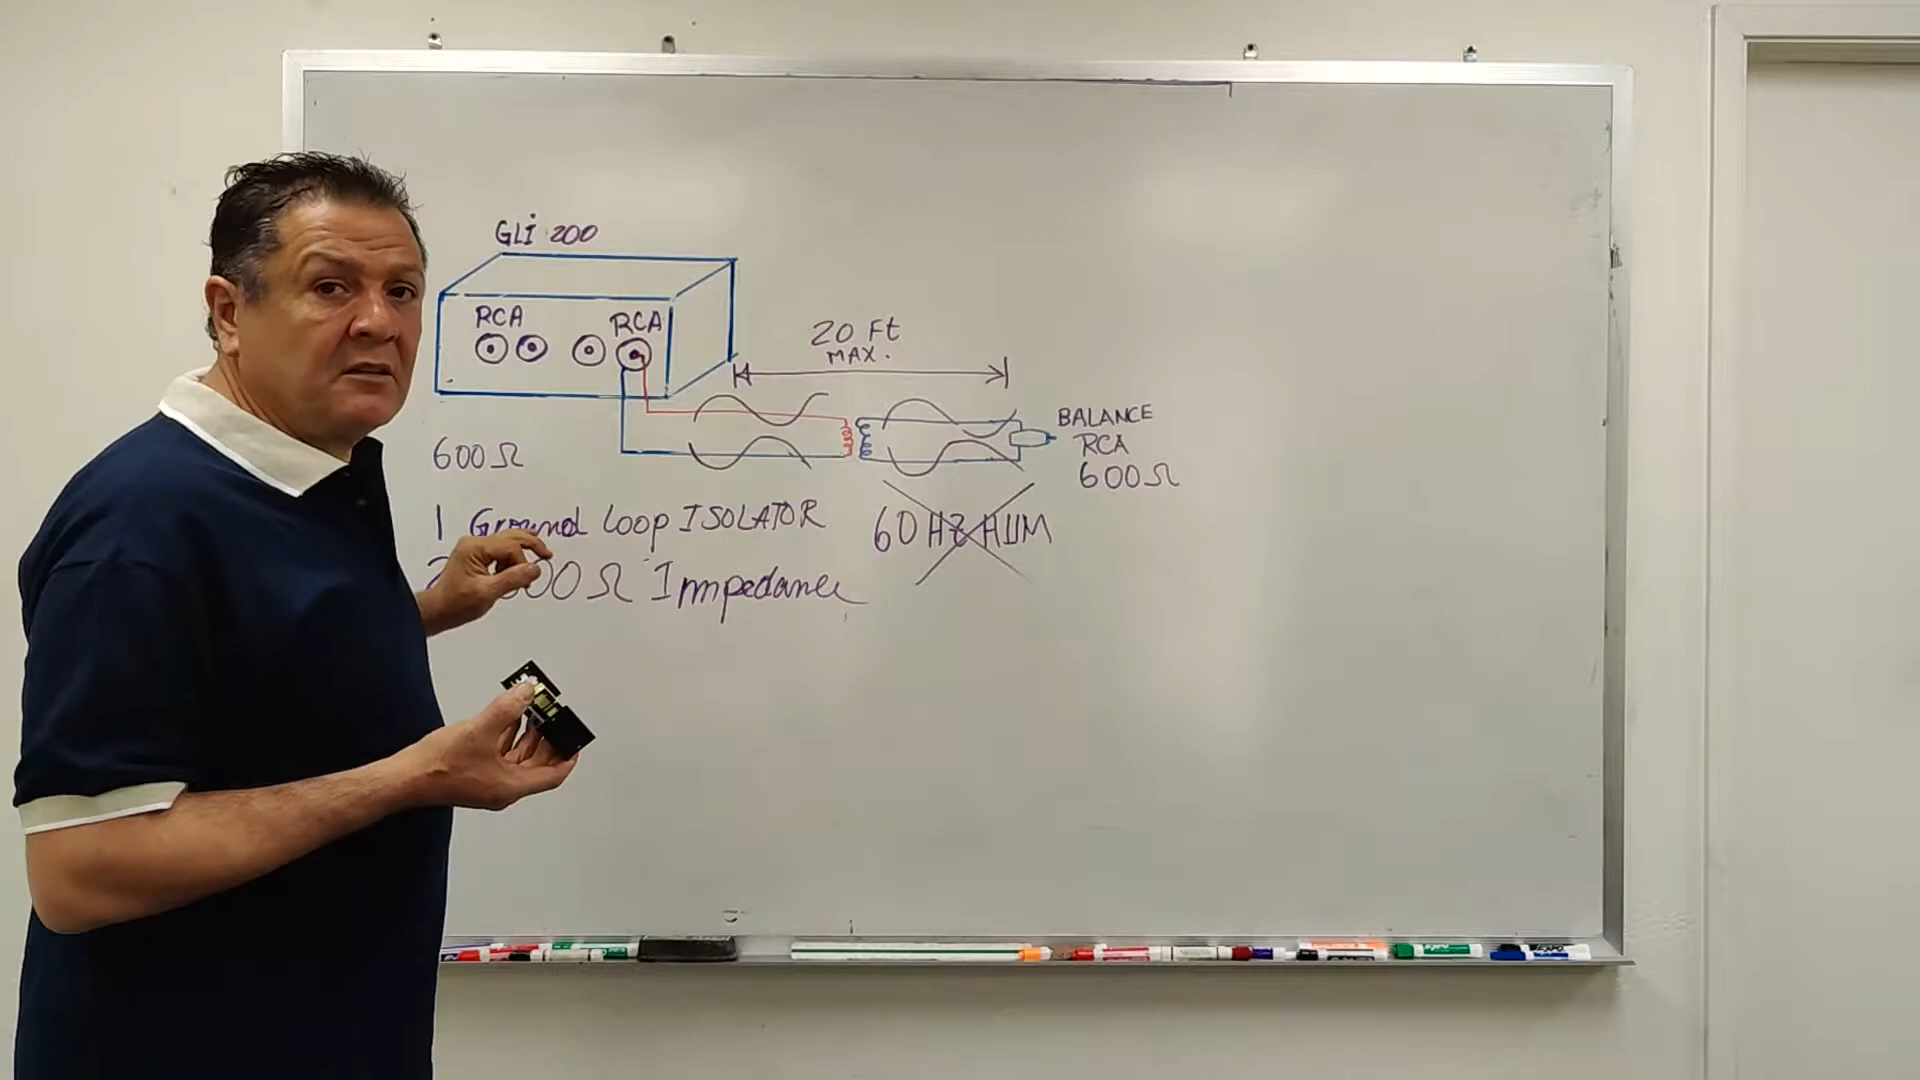 GLI 200
RCA
RCA
20 Ft
MAX.
BALANCE
RCA
600Ω
600Ω
1 Ground Loop ISOLATOR
60 HZ HUM
Ω Impedance